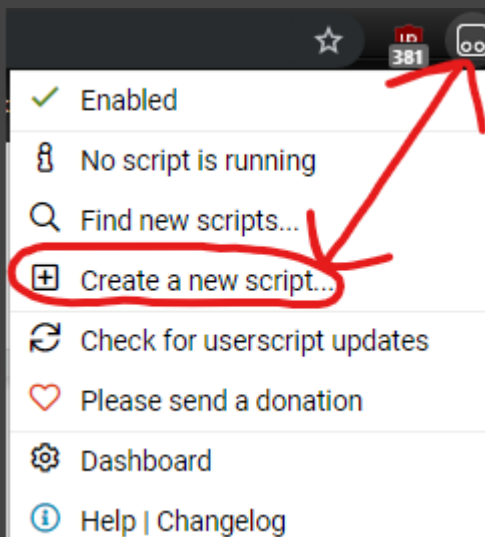 381
Enabled
No script is running
Find new scripts...
Create a new script...
Check for userscript updates
Please send a donation
Dashboard
Help | Changelog